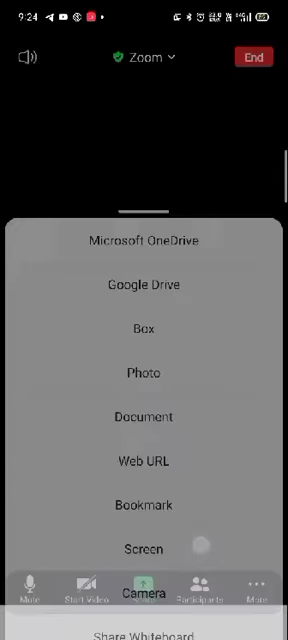 9:24
Zoom
End
Microsoft OneDrive
Google Drive
Box
Photo
Document
Web URL
Bookmark
Screen
Camera
Mute Start Video Participants More
Share Whiteboard